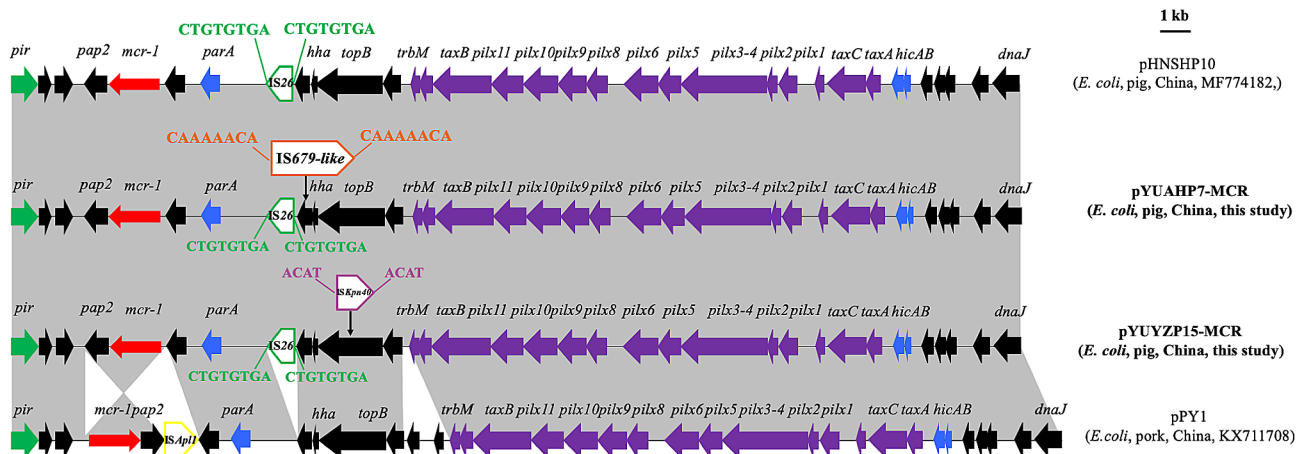 CTGTGTGA CTGTGTGA
1 kb
pir pap2 mcr-1 parA hha topB trbM taxB pilx11 pilx10 pilx9 pilx8 pilx6 pilx5 pilx3-4 pilx2 pilx1 taxC taxA hicAB dnaJ
IS26
pHNSHP10
(E. coli, pig, China, MF774182,)
CAAAAACA CAAAAACA
IS679-like
pir pap2 mcr-1 parA hha topB trbM taxB pilx11 pilx10 pilx9 pilx8 pilx6 pilx5 pilx3-4 pilx2 pilx1 taxC taxA hicAB dnaJ
IS26
pYUAHP7-MCR
(E. coli, pig, China, this study)
CTGTGTGA CTGTGTGA
ACAT ACAT
ISKpn40
pir pap2 mcr-1 parA hha topB trbM taxB pilx11 pilx10 pilx9 pilx8 pilx6 pilx5 pilx3-4 pilx2 pilx1 taxC taxA hicAB dnaJ
IS26
pYUYZP15-MCR
(E. coli, pig, China, this study)
CTGTGTGA CTGTGTGA
pir mcr-1 pap2 parA hha topB trbM taxB pilx11 pilx10 pilx9 pilx8 pilx6 pilx5 pilx3-4 pilx2 pilx1 taxC taxA hicAB dnaJ
ISApl1
pPY1
(E.coli, pork, China, KX711708)